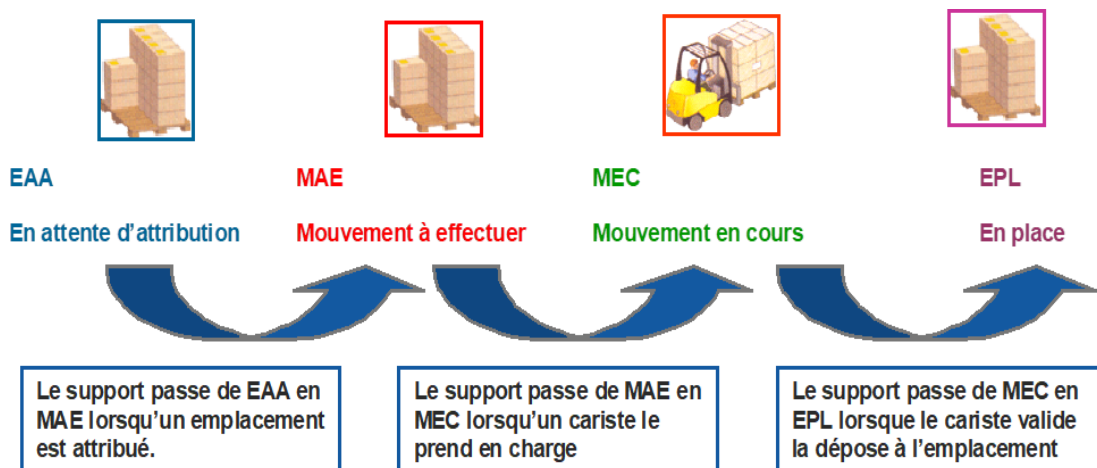 EAA
MAE
MEC
EPL
En attente d’attribution
Mouvement à effectuer
Mouvement en cours
En place
Le support passe de EAA en
MAE lorsqu’un emplacement
est attribué.
Le support passe de MAE en
MEC lorsqu’un cariste le
prend en charge
Le support passe de MEC en
EPL lorsque le cariste valide
la dépose à l’emplacement